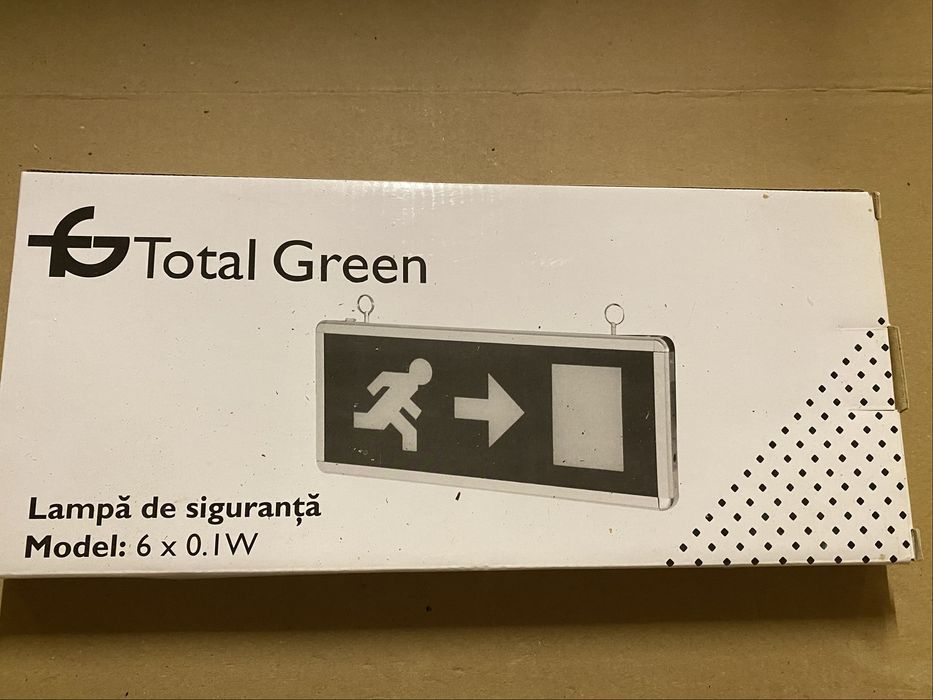 Total Green
Lampă de siguranță
Model: 6 x 0.1W